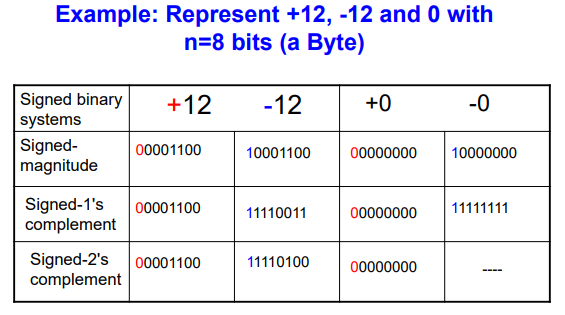 Example: Represent +12, -12 and 0 with
n=8 bits (a Byte)
Signed binary
systems
+12
-12
+0
-0
Signed-
magnitude
00001100
10001100
00000000
10000000
Signed-1's
complement
00001100
11110011
00000000
11111111
Signed-2's
complement
00001100
11110100
00000000
----